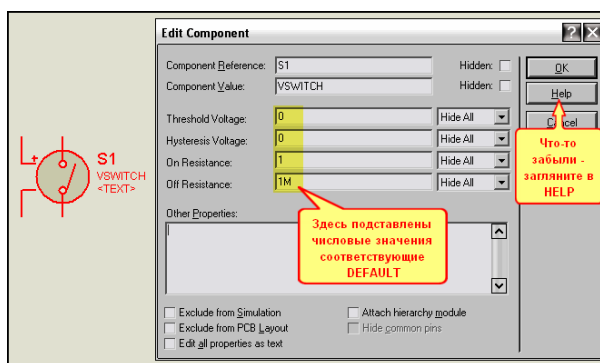 Edit Component
Component Reference: S1 Hidden:
Component Value: VSWITCH Hidden:
Threshold Voltage: 0 Hide All
Hysteresis Voltage: 0 Hide All
On Resistance: 1 Hide All
Off Resistance: 1M Hide All
Other Properties:
Exclude from Simulation
Exclude from PCB Layout
Edit all properties as text
Attach hierarchy module
Hide common pins
OK
Help
Cancel
S1
VSWITCH
<TEXT>
Что-то
забыли -
загляните в
HELP
Здесь подставлены
числовые значения
соответствующие
DEFAULT